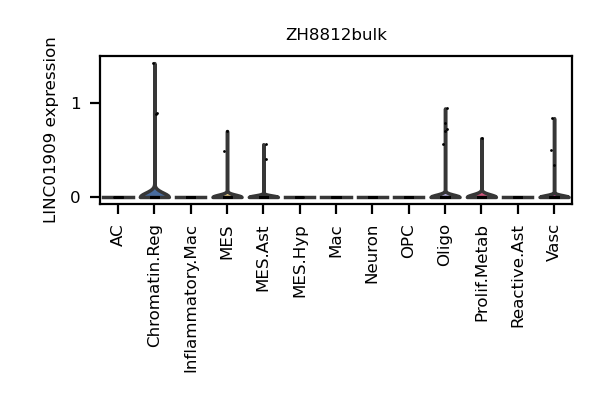 ZH8812bulk
LINC01909 expression
1
0
AC
Chromatin.Reg
Inflammatory.Mac
MES
MES.Ast
MES.Hyp
Mac
Neuron
OPC
Oligo
Prolif.Metab
Reactive.Ast
Vasc